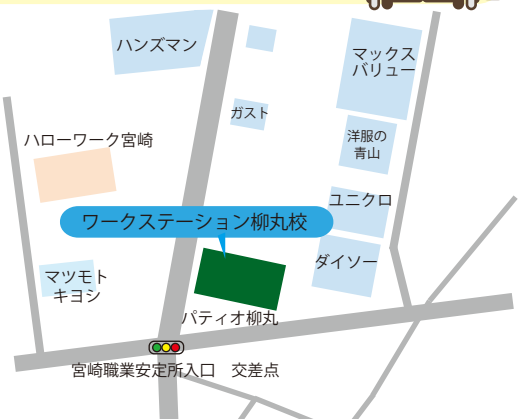 ハンズマン
マックス
バリュー
ガスト
洋服の
青山
ハローワーク宮崎
ユニクロ
ワークステーション柳丸校
ダイソー
マツモト
キヨシ
パティオ柳丸
宮崎職業安定所入口　交差点